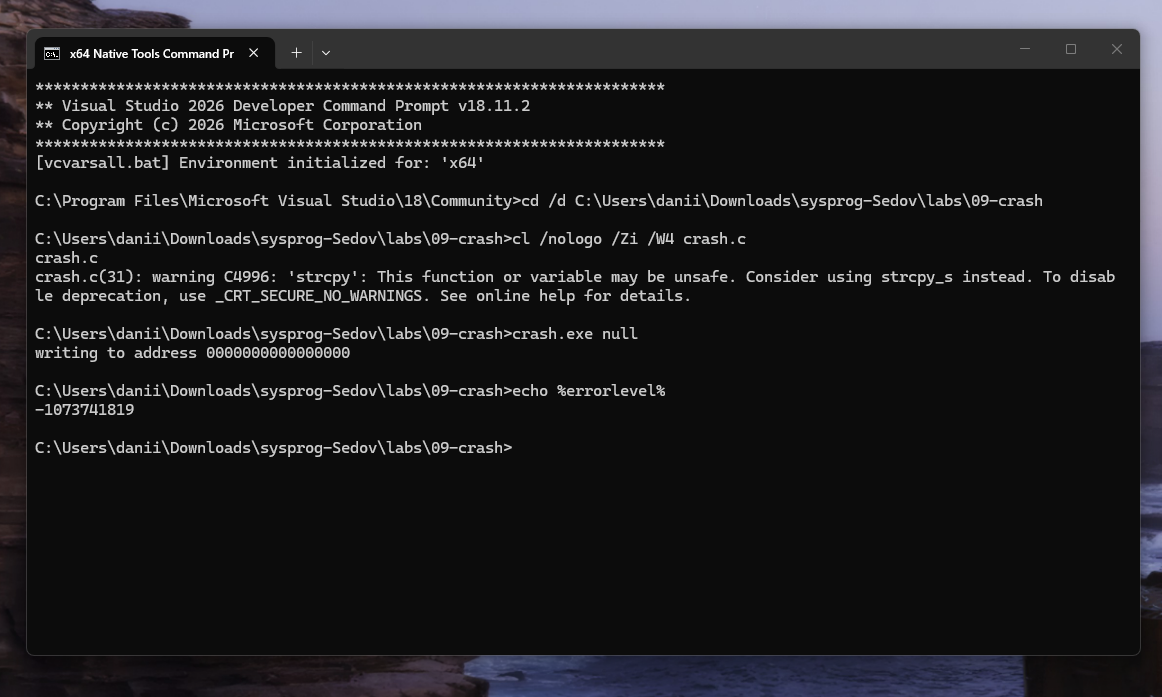 x64 Native Tools Command Pr
**********************************************************************
** Visual Studio 2026 Developer Command Prompt v18.11.2
** Copyright (c) 2026 Microsoft Corporation
**********************************************************************
[vcvarsall.bat] Environment initialized for: 'x64'
C:\Program Files\Microsoft Visual Studio\18\Community>cd /d C:\Users\danii\Downloads\sysprog-Sedov\labs\09-crash
C:\Users\danii\Downloads\sysprog-Sedov\labs\09-crash>cl /nologo /Zi /W4 crash.c
crash.c
crash.c(31): warning C4996: 'strcpy': This function or variable may be unsafe. Consider using strcpy_s instead. To disab
le deprecation, use _CRT_SECURE_NO_WARNINGS. See online help for details.
C:\Users\danii\Downloads\sysprog-Sedov\labs\09-crash>crash.exe null
writing to address 0000000000000000
C:\Users\danii\Downloads\sysprog-Sedov\labs\09-crash>echo %errorlevel%
-1073741819
C:\Users\danii\Downloads\sysprog-Sedov\labs\09-crash>